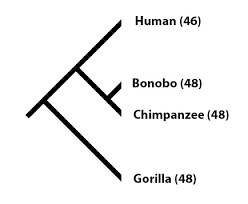 Human (46)
Bonobo (48)
Chimpanzee (48)
Gorilla (48)